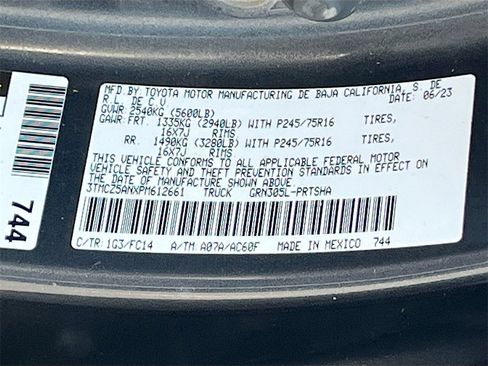 MFD.BY:TOYOTA MOTOR MANUFACTURING DE BAJA CALIFORNIA, S. DE
R.L. DE C.V. DATE: 06/23
GVWR 2540KG (5600LB)
GAWR: FRT. 1335KG (2940LB) WITH P245/75R16 TIRES,
16X7J RIMS
RR. 1490KG (3280LB) WITH P245/75R16 TIRES,
16X7J RIMS
THIS VEHICLE CONFORMS TO ALL APPLICABLE FEDERAL MOTOR
VEHICLE SAFETY AND THEFT PREVENTION STANDARDS IN EFFECT ON
THE DATE OF MANUFACTURE SHOWN ABOVE.
3TMCZ5ANXPM612661 TRUCK GRN305L-PRTSHA
C/TR: 1G3/FC14 A/TM: A07A/AC60F MADE IN MEXICO 744
744